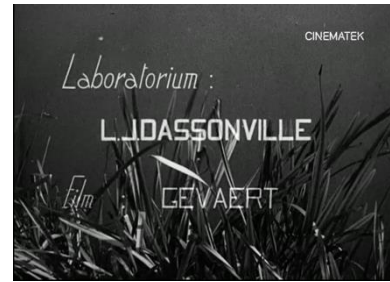 CINEMATEK
Laboratorium :
L.J.DASSONVILLE
Film : GEVAERT